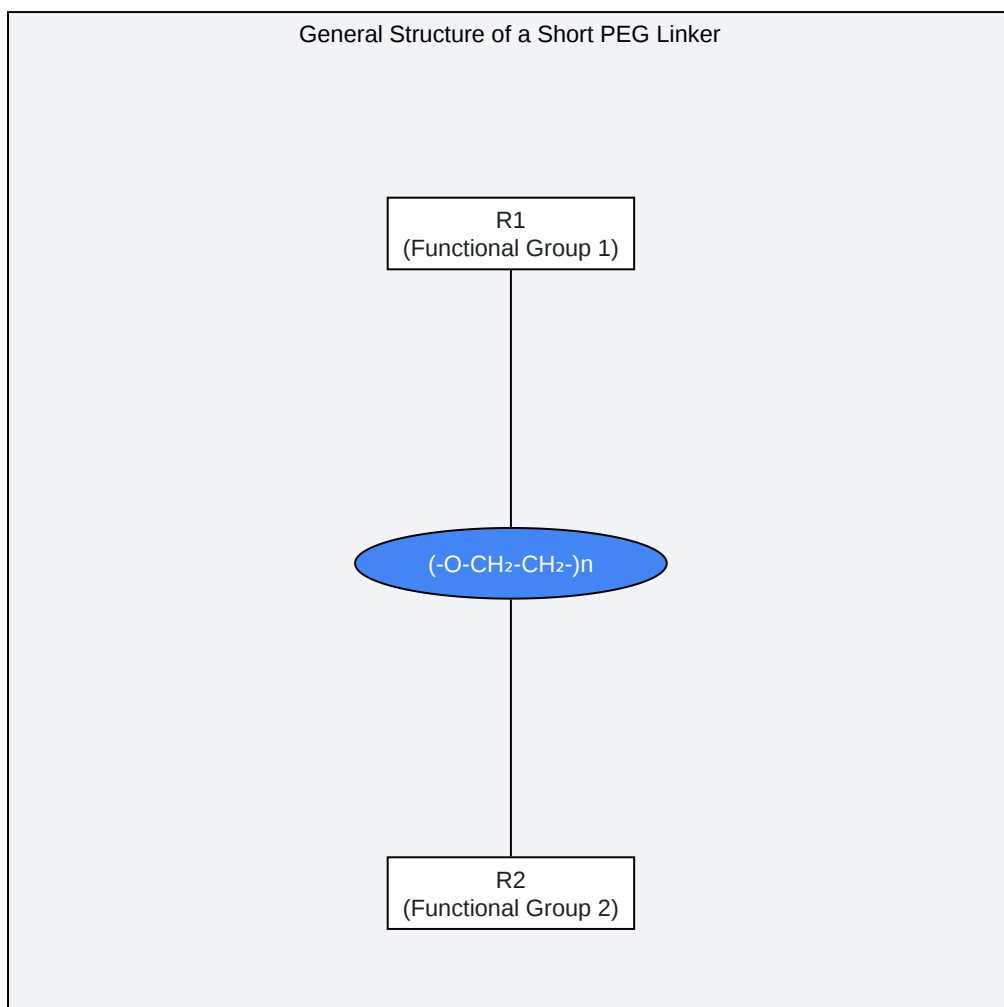 General Structure of a Short PEG Linker
R1
(Functional Group 1)
(-O-CH₂-CH₂-)n
R2
(Functional Group 2)